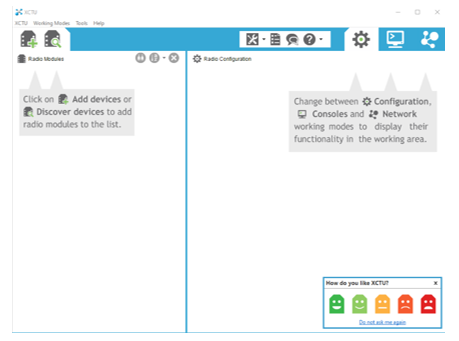 XCTU
XCTU Working Modes Tools Help
Radio Modules
Radio Configuration
Click on Add devices or
Discover devices to add
radio modules to the list.
Change between Configuration,
Consoles and Network
working modes to display their
functionality in the working area.
How do you like XCTU? x
Do not ask me again